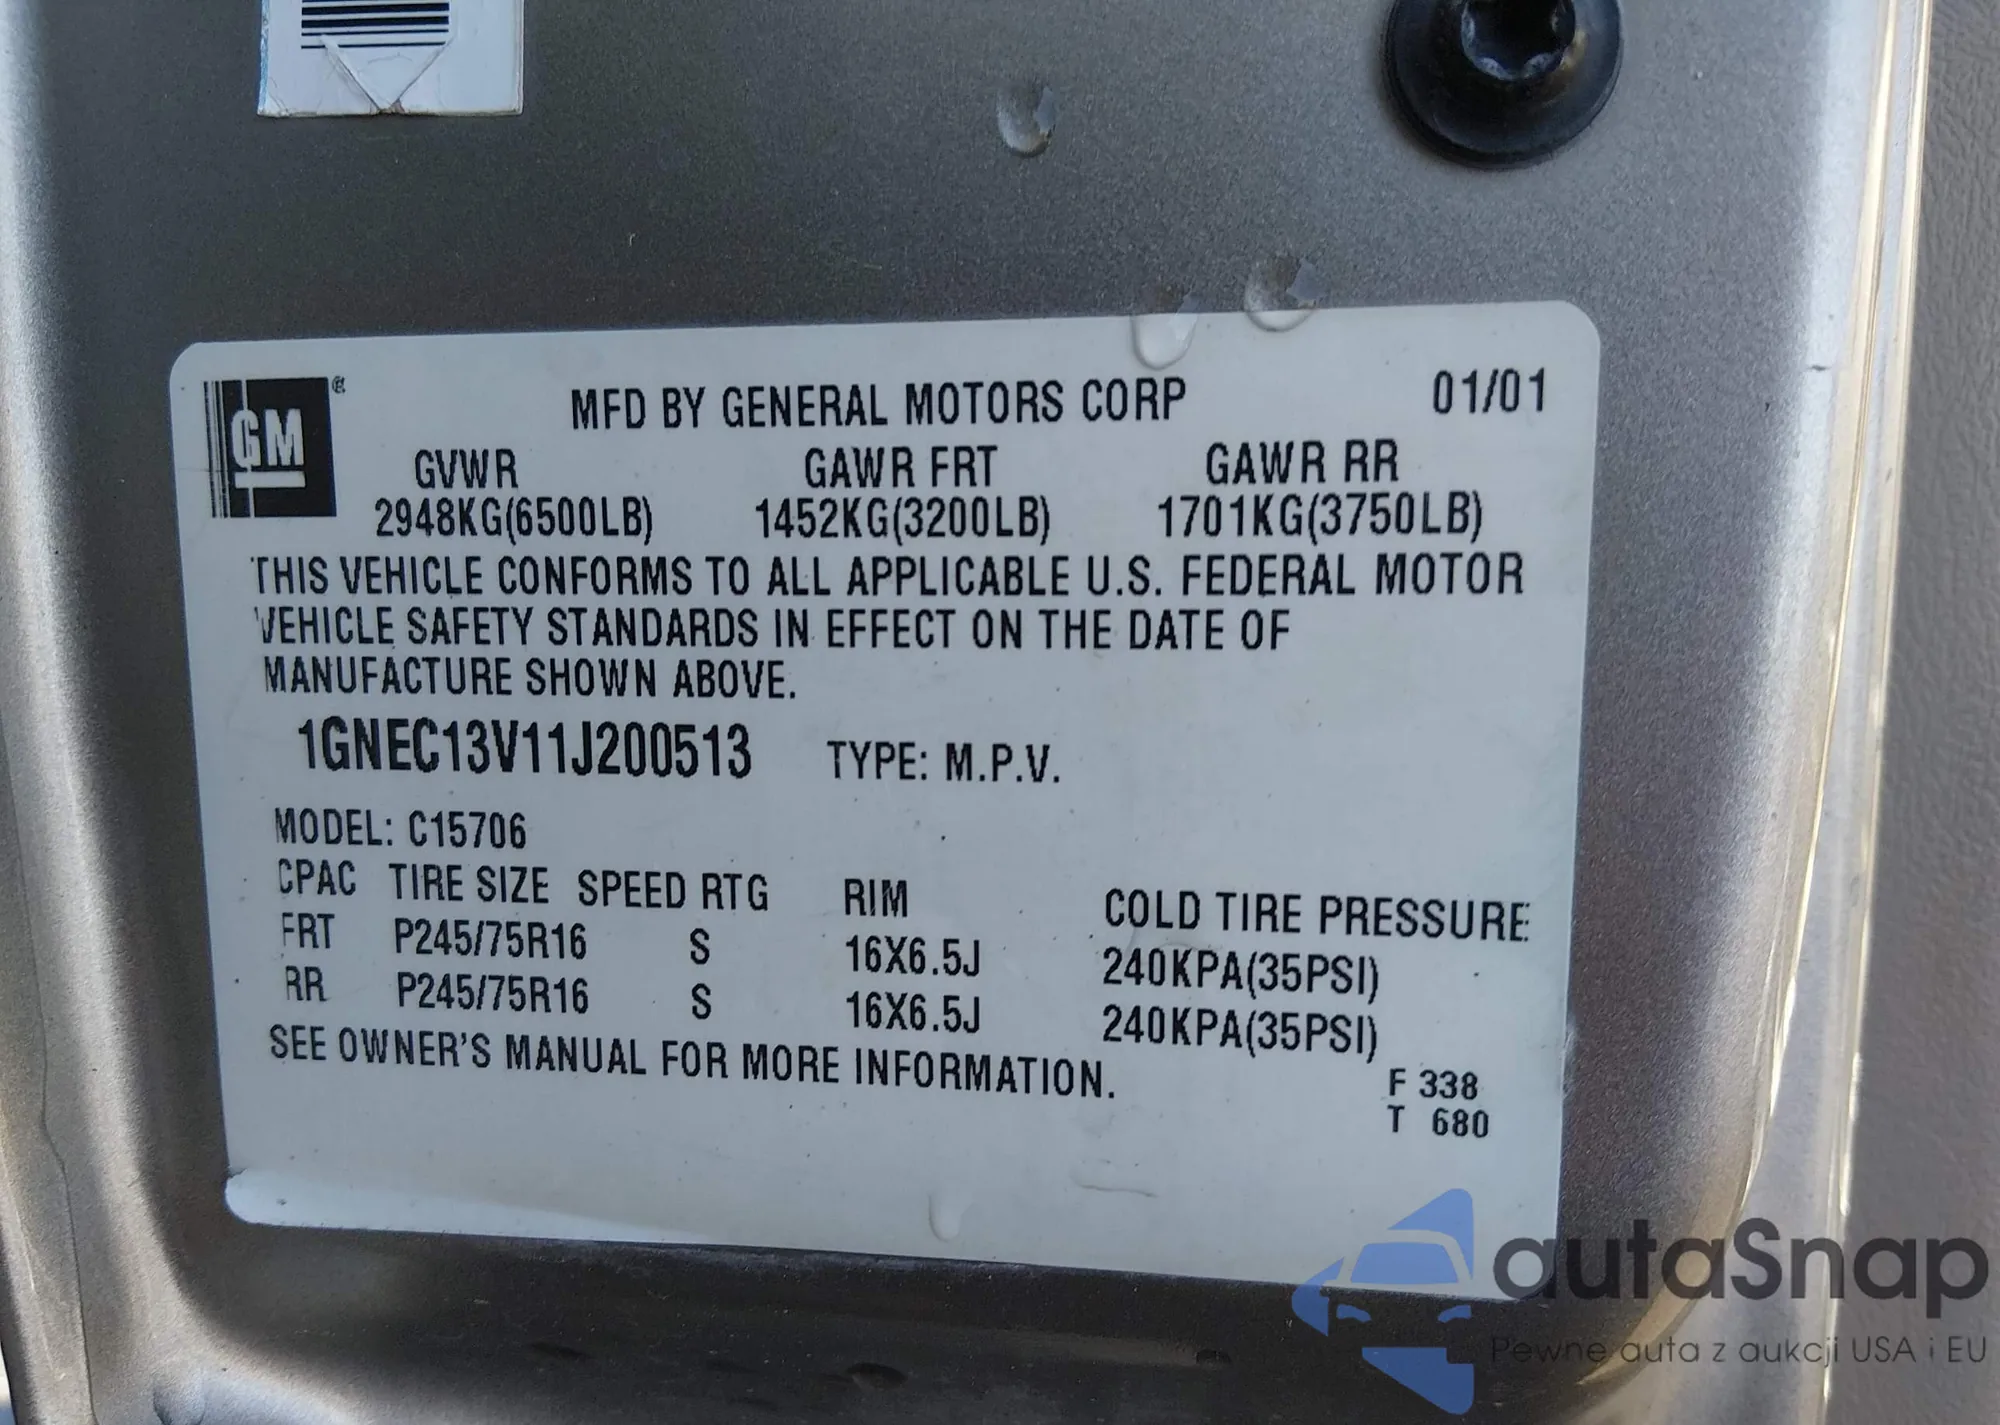 GM ®
MFD BY GENERAL MOTORS CORP 01/01
GVWR GAWR FRT GAWR RR
2948KG(6500LB) 1452KG(3200LB) 1701KG(3750LB)
THIS VEHICLE CONFORMS TO ALL APPLICABLE U.S. FEDERAL MOTOR
VEHICLE SAFETY STANDARDS IN EFFECT ON THE DATE OF
MANUFACTURE SHOWN ABOVE.
1GNEC13V11J200513 TYPE: M.P.V.
MODEL: C15706
CPAC TIRE SIZE SPEED RTG RIM COLD TIRE PRESSURE
FRT P245/75R16 S 16X6.5J 240KPA(35PSI)
RR P245/75R16 S 16X6.5J 240KPA(35PSI)
SEE OWNER'S MANUAL FOR MORE INFORMATION.
F 338
T 680
autaSnap
Pewne auta z aukcji USA i EU